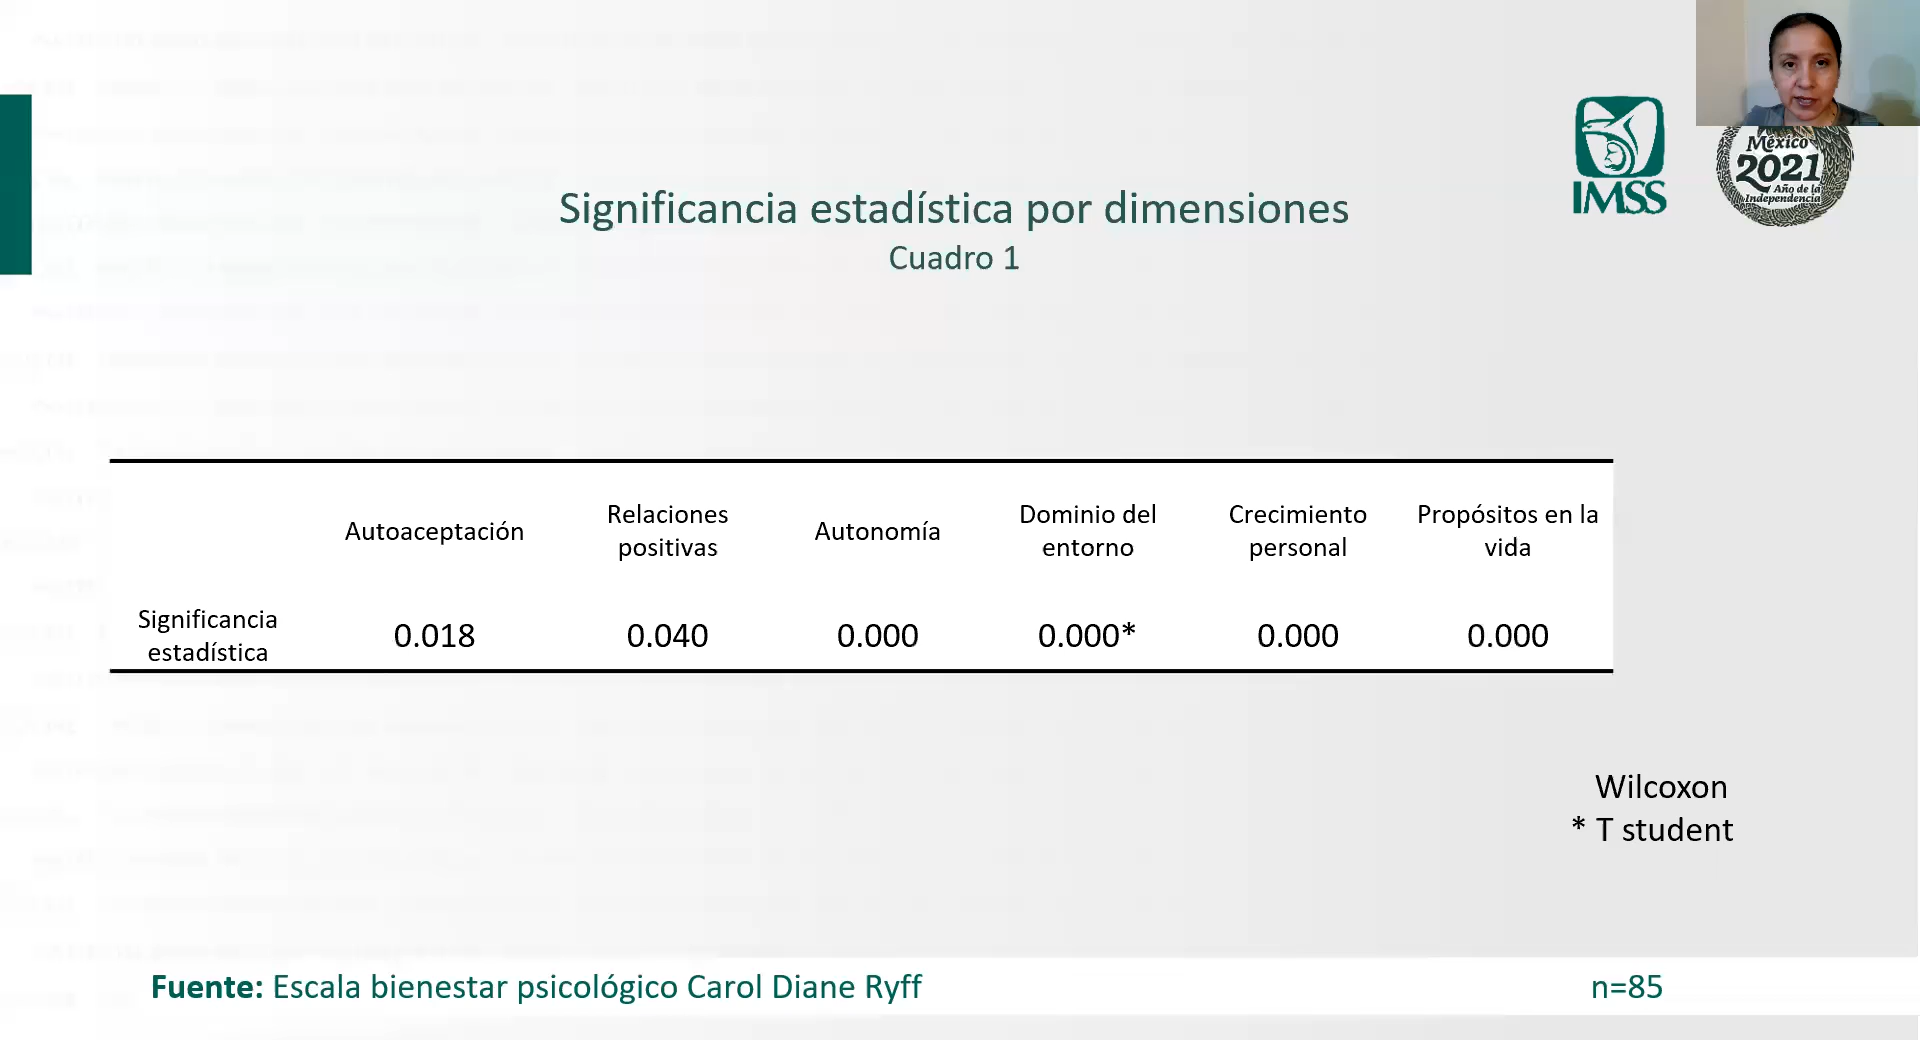 México
2021
Año de la
Independencia
IMSS
Significancia estadística por dimensiones
Cuadro 1
Autoaceptación
Relaciones
positivas
Autonomía
Dominio del
entorno
Crecimiento
personal
Propósitos en la
vida
Significancia
estadística
0.018
0.040
0.000
0.000*
0.000
0.000
Wilcoxon
* T student
Fuente: Escala bienestar psicológico Carol Diane Ryff
n=85